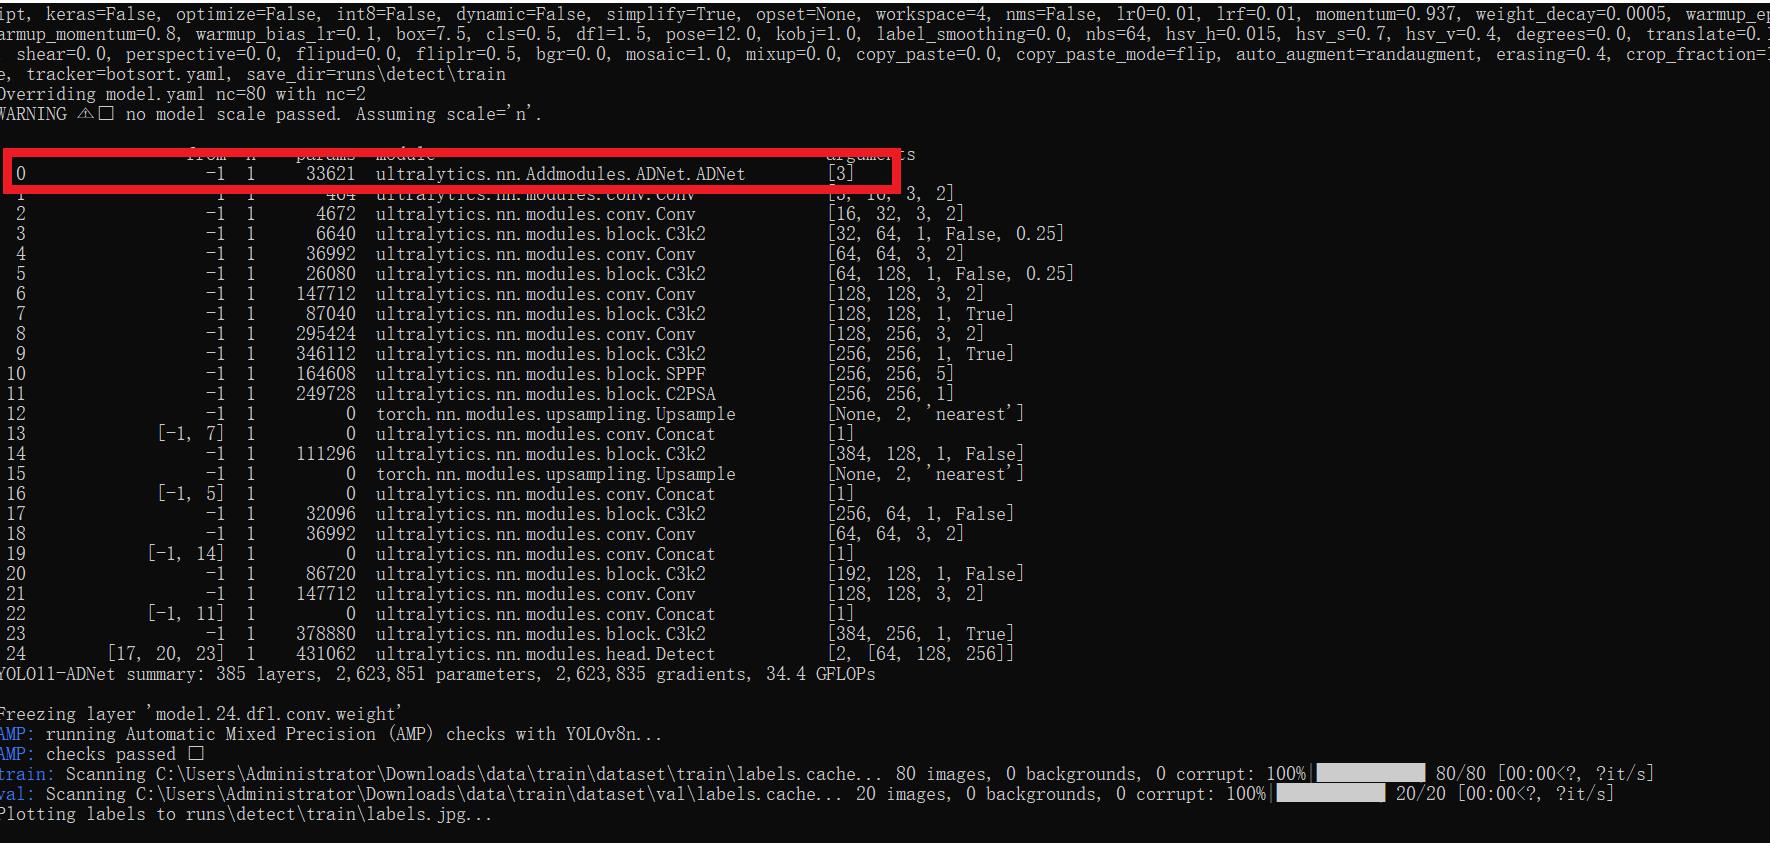 ipt, keras=False, optimize=False, int8=False, dynamic=False, simplify=True, opset=None, workspace=4, nms=False, lr0=0.01, lrf=0.01, momentum=0.937, weight_decay=0.0005, warmup_ep
armup_momentum=0.8, warmup_bias_lr=0.1, box=7.5, cls=0.5, dfl=1.5, pose=12.0, kobj=1.0, label_smoothing=0.0, nbs=64, hsv_h=0.015, hsv_s=0.7, hsv_v=0.4, degrees=0.0, translate=0.1
, shear=0.0, perspective=0.0, flipud=0.0, fliplr=0.5, bgr=0.0, mosaic=1.0, mixup=0.0, copy_paste=0.0, copy_paste_mode=flip, auto_augment=randaugment, erasing=0.4, crop_fraction=1
e, tracker=botsort.yaml, save_dir=runs\detect\train
Overriding model.yaml nc=80 with nc=2
WARNING ⚠□ no model scale passed. Assuming scale='n'.
from n params module arguments
0 -1 1 33621 ultralytics.nn.Addmodules.ADNet.ADNet [3]
1 -1 1 464 ultralytics.nn.modules.conv.Conv [3, 16, 3, 2]
2 -1 1 4672 ultralytics.nn.modules.conv.Conv [16, 32, 3, 2]
3 -1 1 6640 ultralytics.nn.modules.block.C3k2 [32, 64, 1, False, 0.25]
4 -1 1 36992 ultralytics.nn.modules.conv.Conv [64, 64, 3, 2]
5 -1 1 26080 ultralytics.nn.modules.block.C3k2 [64, 128, 1, False, 0.25]
6 -1 1 147712 ultralytics.nn.modules.conv.Conv [128, 128, 3, 2]
7 -1 1 87040 ultralytics.nn.modules.block.C3k2 [128, 128, 1, True]
8 -1 1 295424 ultralytics.nn.modules.conv.Conv [128, 256, 3, 2]
9 -1 1 346112 ultralytics.nn.modules.block.C3k2 [256, 256, 1, True]
10 -1 1 164608 ultralytics.nn.modules.block.SPPF [256, 256, 5]
11 -1 1 249728 ultralytics.nn.modules.block.C2PSA [256, 256, 1]
12 -1 1 0 torch.nn.modules.upsampling.Upsample [None, 2, 'nearest']
13 [-1, 7] 1 0 ultralytics.nn.modules.conv.Concat [1]
14 -1 1 111296 ultralytics.nn.modules.block.C3k2 [384, 128, 1, False]
15 -1 1 0 torch.nn.modules.upsampling.Upsample [None, 2, 'nearest']
16 [-1, 5] 1 0 ultralytics.nn.modules.conv.Concat [1]
17 -1 1 32096 ultralytics.nn.modules.block.C3k2 [256, 64, 1, False]
18 -1 1 36992 ultralytics.nn.modules.conv.Conv [64, 64, 3, 2]
19 [-1, 14] 1 0 ultralytics.nn.modules.conv.Concat [1]
20 -1 1 86720 ultralytics.nn.modules.block.C3k2 [192, 128, 1, False]
21 -1 1 147712 ultralytics.nn.modules.conv.Conv [128, 128, 3, 2]
22 [-1, 11] 1 0 ultralytics.nn.modules.conv.Concat [1]
23 -1 1 378880 ultralytics.nn.modules.block.C3k2 [384, 256, 1, True]
24 [17, 20, 23] 1 431062 ultralytics.nn.modules.head.Detect [2, [64, 128, 256]]
YOLO11-ADNet summary: 385 layers, 2,623,851 parameters, 2,623,835 gradients, 34.4 GFLOPs
Freezing layer 'model.24.dfl.conv.weight'
AMP: running Automatic Mixed Precision (AMP) checks with YOLOv8n...
AMP: checks passed □
train: Scanning C:\Users\Administrator\Downloads\data\train\dataset\train\labels.cache... 80 images, 0 backgrounds, 0 corrupt: 100%|██████████| 80/80 [00:00<?, ?it/s]
val: Scanning C:\Users\Administrator\Downloads\data\train\dataset\val\labels.cache... 20 images, 0 backgrounds, 0 corrupt: 100%|██████████| 20/20 [00:00<?, ?it/s]
Plotting labels to runs\detect\train\labels.jpg...